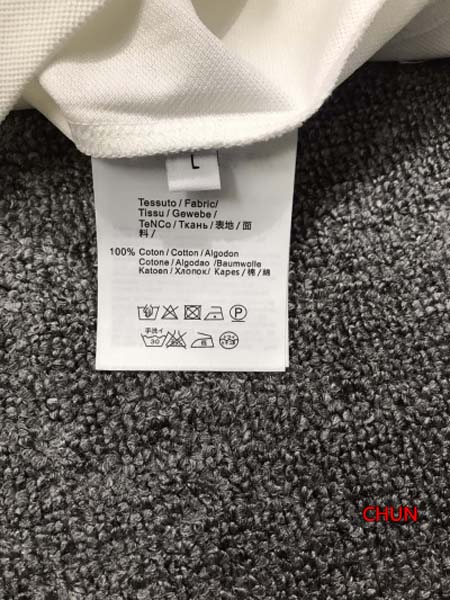 L
Tessuto / Fabric/
Tissu / Gewebe /
TeNCo / Ткань / 表地 / 面
料 /
100% Coton / Cotton / Algodon
Cotone / Algodao / Baumwolle
Katoen / Хлопок / Kapes / 棉 / 綿
P
手洗イ
30
CHUN